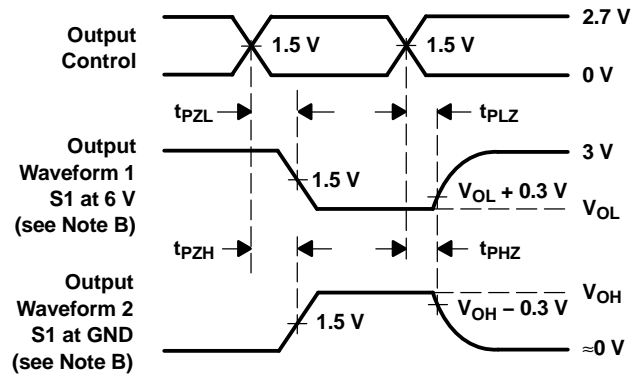 2.7 V
Output
Control
1.5 V
1.5 V
0 V
tPZL
tPLZ
Output
Waveform 1
S1 at 6 V
(see Note B)
3 V
1.5 V
VOL + 0.3 V
VOL
tPZH
tPHZ
Output
Waveform 2
S1 at GND
(see Note B)
VOH
VOH – 0.3 V
1.5 V
≈0 V